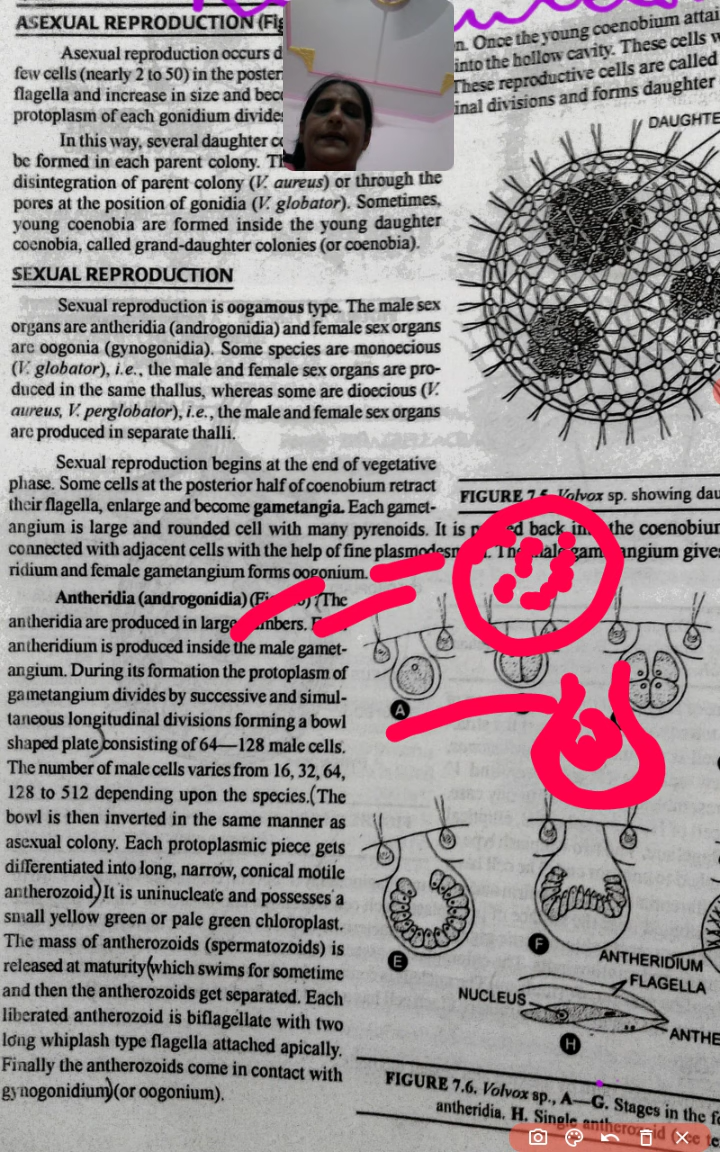 ASEXUAL REPRODUCTION (Fig
Asexual reproduction occurs d
few cells (nearly 2 to 50) in the poster
flagella and increase in size and bec
protoplasm of each gonidium divide
In this way, several daughter co
be formed in each parent colony. Th
disintegration of parent colony (V. aureus) or through the
pores at the position of gonidia (V. globator). Sometimes,
young coenobia are formed inside the young daughter
coenobia, called grand-daughter colonies (or coenobia).
n. Once the young coenobium attai
into the hollow cavity. These cells w
These reproductive cells are called
inal divisions and forms daughter
DAUGHTE
SEXUAL REPRODUCTION
Sexual reproduction is oogamous type. The male sex
organs are antheridia (androgonidia) and female sex organs
are oogonia (gynogonidia). Some species are monoecious
(V. globator), i.e., the male and female sex organs are pro-
duced in the same thallus, whereas some are dioecious (V.
aureus, V. perglobator), i.e., the male and female sex organs
are produced in separate thalli.
Sexual reproduction begins at the end of vegetative
phase. Some cells at the posterior half of coenobium retract
their flagella, enlarge and become gametangia. Each gamet-
FIGURE 7.5. Volvox sp. showing dau
angium is large and rounded cell with many pyrenoids. It is back the coenobium
connected with adjacent cells with the help of fine The male angium gives
ridium and female gametangium forms oogonium.
Antheridia (androgonidia) (The
antheridia are produced in large
antheridium is produced inside the male gamet-
angium. During its formation the protoplasm of
gametangium divides by successive and simul-
taneous longitudinal divisions forming a bowl
shaped plate) consisting of 64—128 male cells.
The number of male cells varies from 16, 32, 64,
128 to 512 depending upon the species. (The
bowl is then inverted in the same manner as
asexual colony. Each protoplasmic piece gets
differentiated into long, narrow, conical motile
antherozoid) It is uninucleate and possesses a
small yellow green or pale green chloroplast.
The mass of antherozoids (spermatozoids) is
released at maturity (which swims for sometime
and then the antherozoids get separated. Each
liberated antherozoid is biflagellate with two
long whiplash type flagella attached apically.
Finally the antherozoids come in contact with
gynogonidium) (or oogonium).
A
E
F
ANTHERIDIUM
FLAGELLA
NUCLEUS
ANTHE
H
FIGURE 7.6. Volvox sp., A—G. Stages in the fo
antheridia. H. Single antherozoid (see te